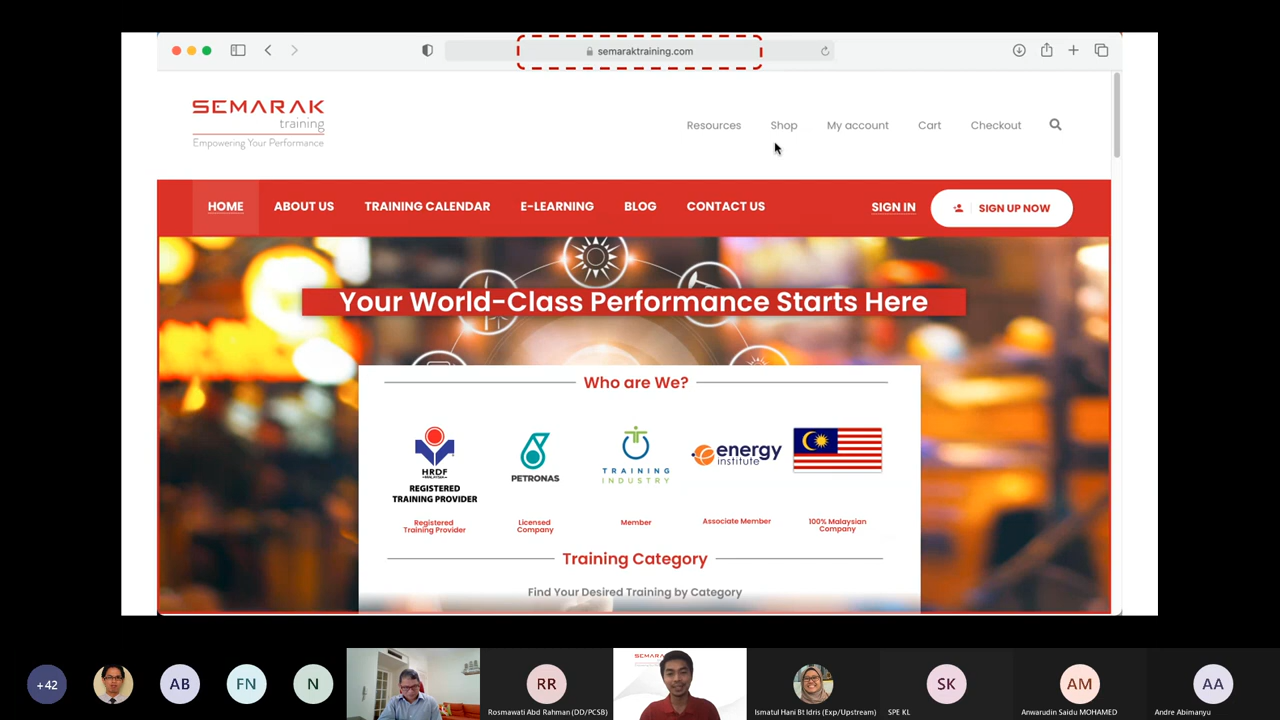 semaraktraining.com
SEMARAK
training
Empowering Your Performance
Resources
Shop
My account
Cart
Checkout
HOME
ABOUT US
TRAINING CALENDAR
E-LEARNING
BLOG
CONTACT US
SIGN IN
SIGN UP NOW
Your World-Class Performance Starts Here
Who are We?
HRDF
MALAYSIA
REGISTERED
TRAINING PROVIDER
Registered
Training Provider
PETRONAS
Licensed
Company
TRAINING
INDUSTRY
Member
energy
institute
Associate Member
100% Malaysian
Company
Training Category
Find Your Desired Training by Category
+42
AB
FN
N
RR
Rosmawati Abd Rahman (DD/PCSB)
SEMARA
Ismatul Hani Bt Idris (Exp/Upstream)
SK
SPE KL
AM
Anwarudin Saidu MOHAMED
AA
Andre Abimanyu